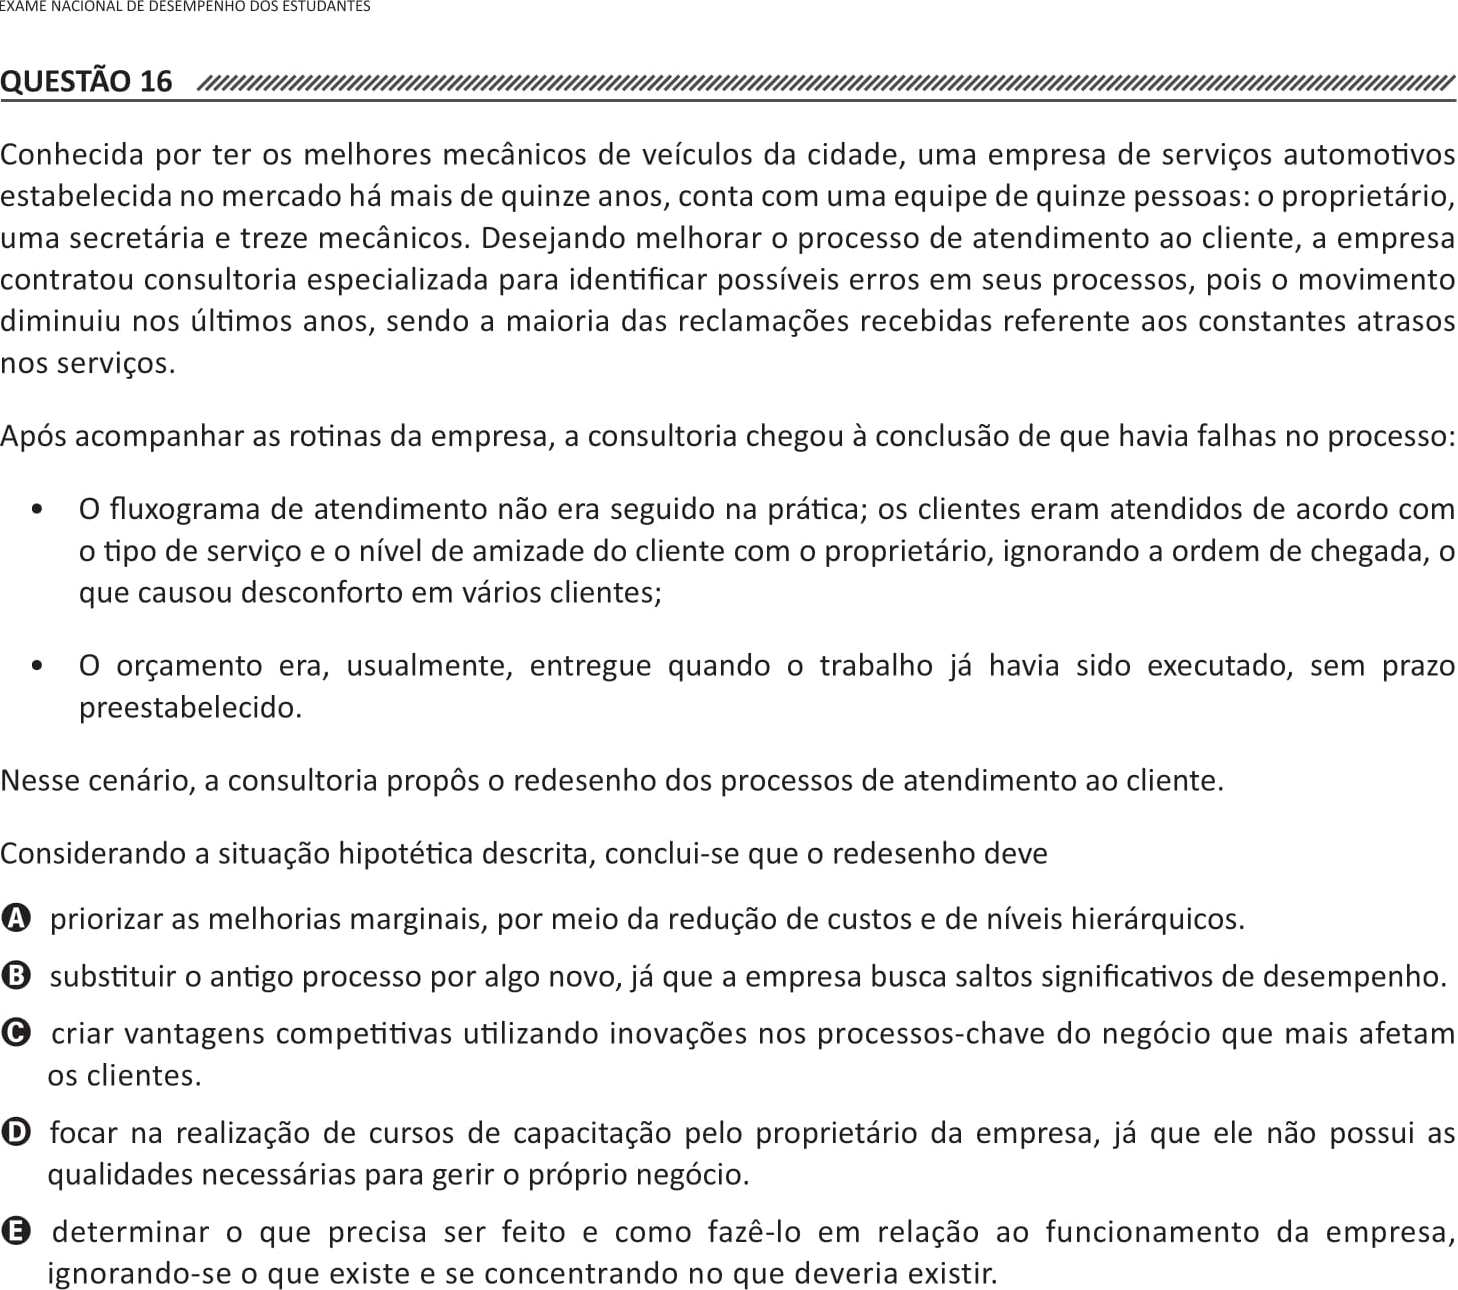 EXAME NACIONAL DE DESEMPENHO DOS ESTUDANTES
QUESTÃO 16
Conhecida por ter os melhores mecânicos de veículos da cidade, uma empresa de serviços automotivos
estabelecida no mercado há mais de quinze anos, conta com uma equipe de quinze pessoas: o proprietário,
uma secretária e treze mecânicos. Desejando melhorar o processo de atendimento ao cliente, a empresa
contratou consultoria especializada para identificar possíveis erros em seus processos, pois o movimento
diminuiu nos últimos anos, sendo a maioria das reclamações recebidas referente aos constantes atrasos
nos serviços.
Após acompanhar as rotinas da empresa, a consultoria chegou à conclusão de que havia falhas no processo:
• O fluxograma de atendimento não era seguido na prática; os clientes eram atendidos de acordo com
o tipo de serviço e o nível de amizade do cliente com o proprietário, ignorando a ordem de chegada, o
que causou desconforto em vários clientes;
• O orçamento era, usualmente, entregue quando o trabalho já havia sido executado, sem prazo
preestabelecido.
Nesse cenário, a consultoria propôs o redesenho dos processos de atendimento ao cliente.
Considerando a situação hipotética descrita, conclui-se que o redesenho deve
A priorizar as melhorias marginais, por meio da redução de custos e de níveis hierárquicos.
B substituir o antigo processo por algo novo, já que a empresa busca saltos significativos de desempenho.
C criar vantagens competitivas utilizando inovações nos processos-chave do negócio que mais afetam
os clientes.
D focar na realização de cursos de capacitação pelo proprietário da empresa, já que ele não possui as
qualidades necessárias para gerir o próprio negócio.
E determinar o que precisa ser feito e como fazê-lo em relação ao funcionamento da empresa,
ignorando-se o que existe e se concentrando no que deveria existir.